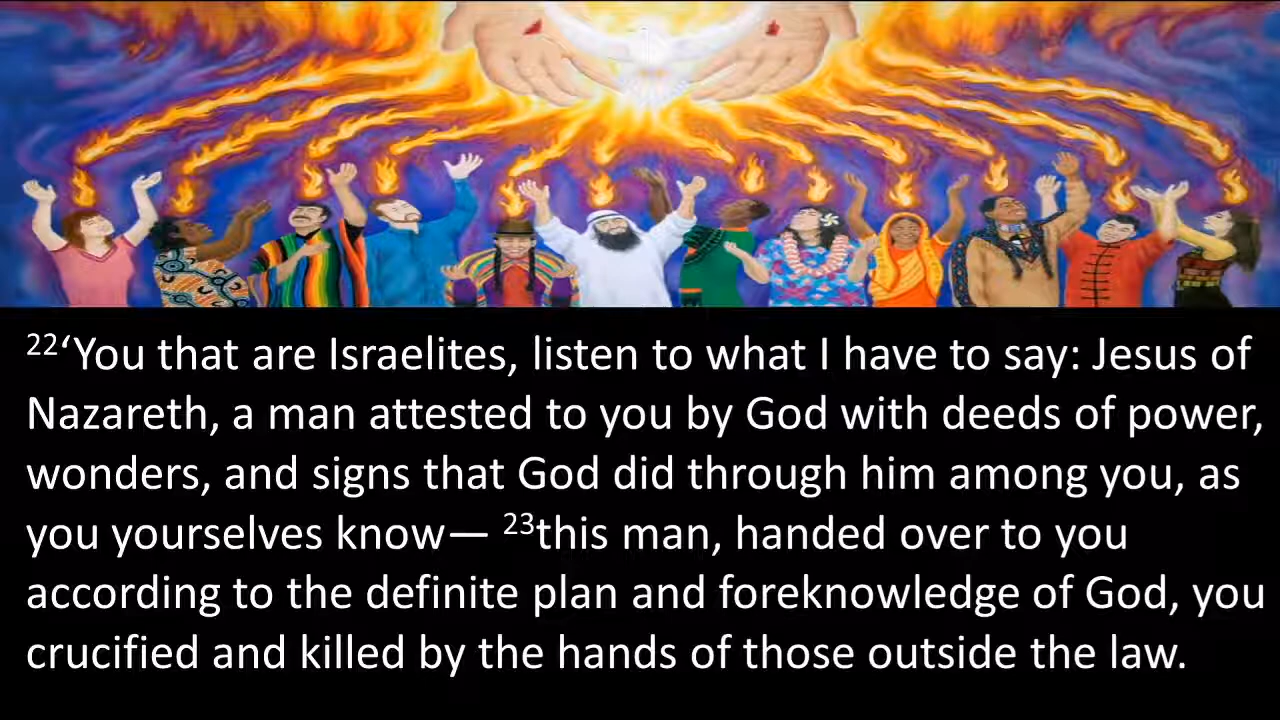 ²²‘You that are Israelites, listen to what I have to say: Jesus of
Nazareth, a man attested to you by God with deeds of power,
wonders, and signs that God did through him among you, as
you yourselves know— ²³this man, handed over to you
according to the definite plan and foreknowledge of God, you
crucified and killed by the hands of those outside the law.